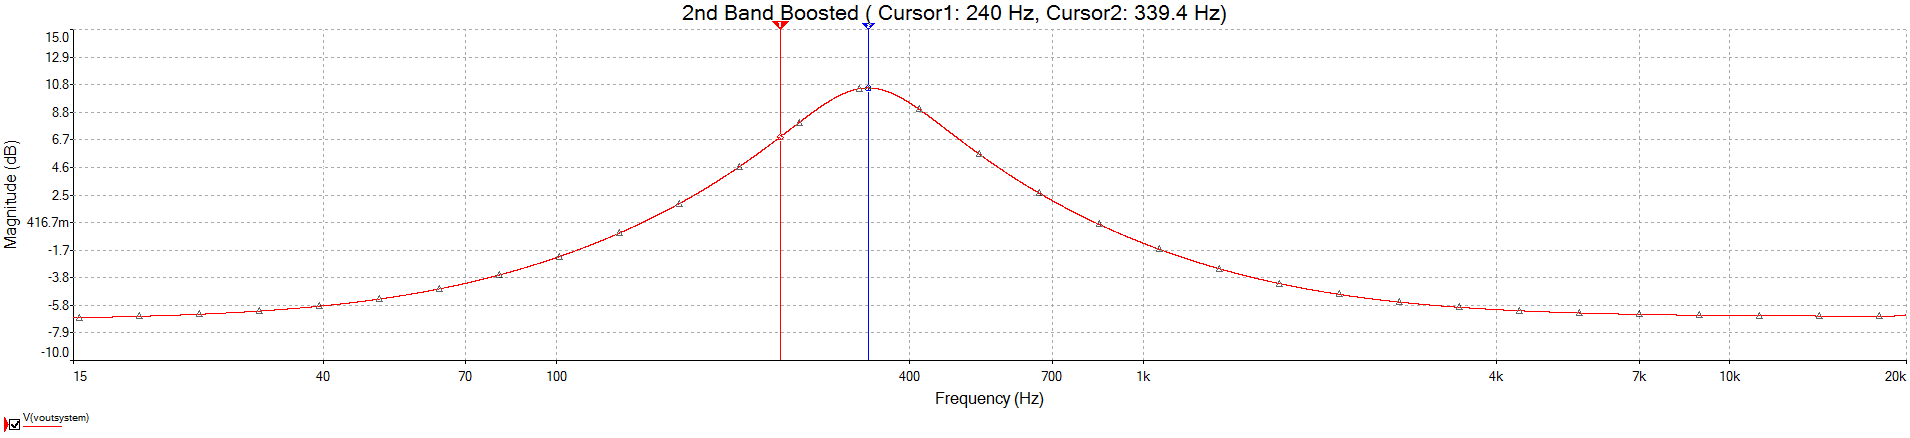 2nd Band Boosted ( Cursor1: 240 Hz, Cursor2: 339.4 Hz)
15.0
12.9
10.8
8.8
6.7
4.6
2.5
416.7m
-1.7
-3.8
-5.8
-7.9
-10.0
Magnitude (dB)
15 40 70 100 400 700 1k 4k 7k 10k 20k
Frequency (Hz)
V(voutsystem)